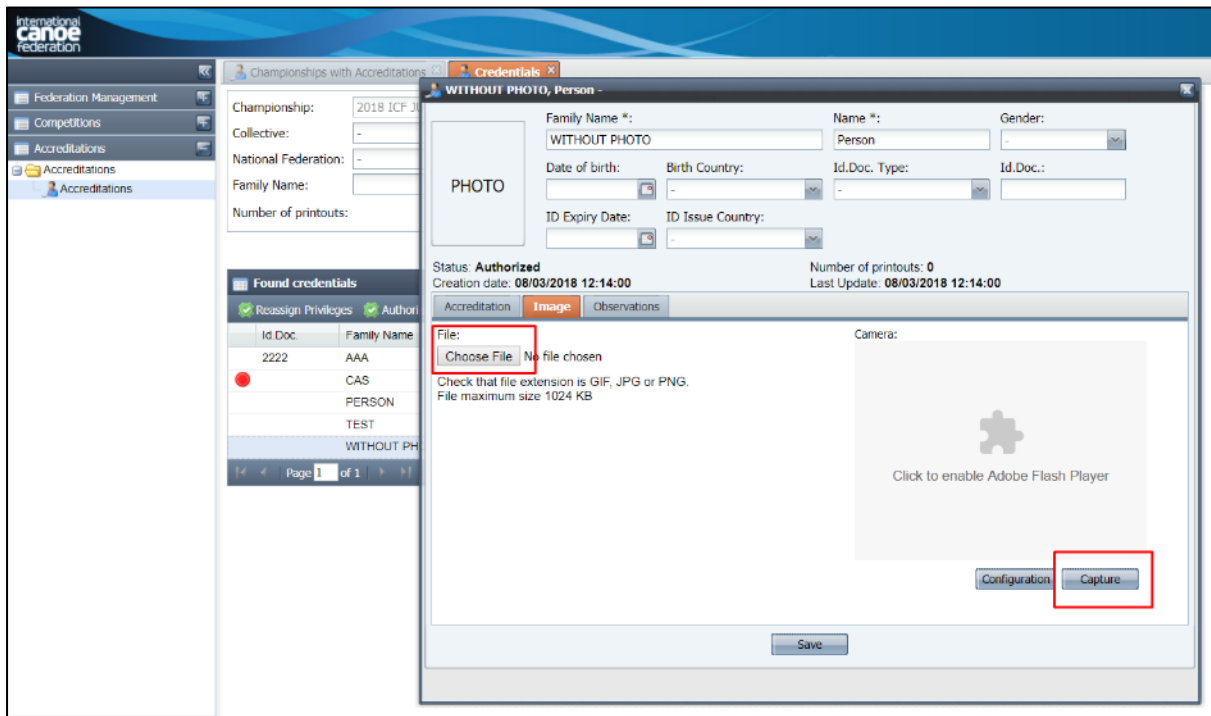 international
canoe
federation
Championships with Accreditations
Credentials
Federation Management
Competitions
Accreditations
Accreditations
Accreditations
Championship: 2018 ICF J
Collective: -
National Federation: -
Family Name:
Number of printouts:
Found credentials
Reassign Privileges Authori
Id.Doc. Family Name
2222 AAA
CAS
PERSON
TEST
WITHOUT PH
Page 1 of 1
WITHOUT PHOTO, Person -
PHOTO
Family Name *: Name *: Gender:
WITHOUT PHOTO Person -
Date of birth: Birth Country: Id.Doc. Type: Id.Doc.:
- -
ID Expiry Date: ID Issue Country:
-
Status: Authorized Number of printouts: 0
Creation date: 08/03/2018 12:14:00 Last Update: 08/03/2018 12:14:00
Accreditation Image Observations
File: Camera:
Choose File No file chosen
Check that file extension is GIF, JPG or PNG.
File maximum size 1024 KB
Click to enable Adobe Flash Player
Configuration Capture
Save